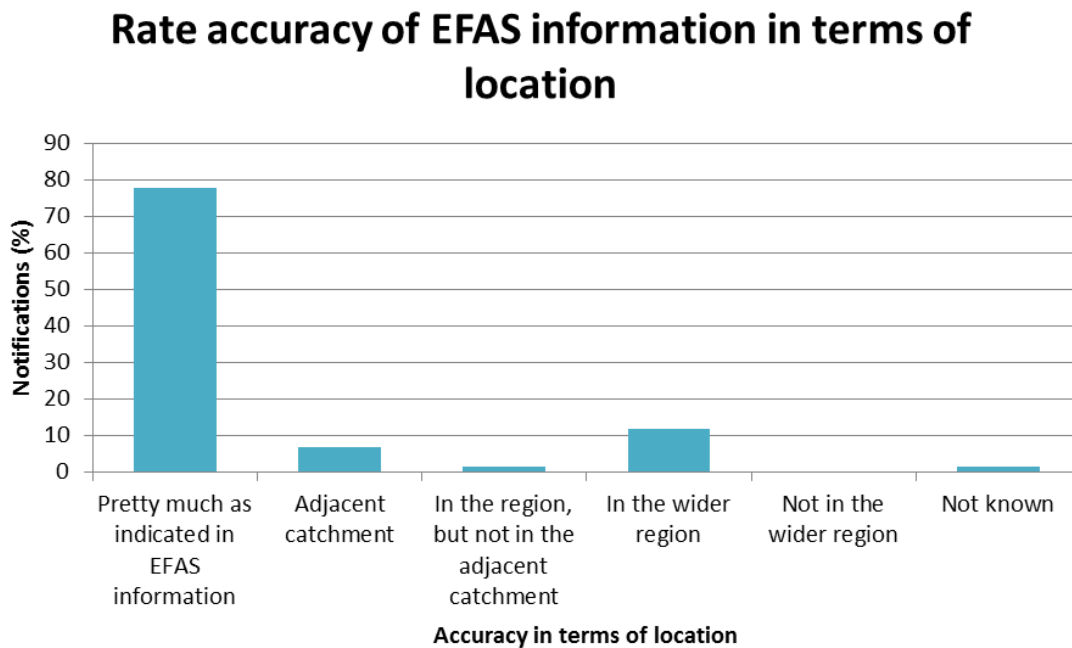 Rate accuracy of EFAS information in terms of
location
90
80
70
60
50
40
30
20
10
0
Notifications (%)
Pretty much as
indicated in
EFAS
information
Adjacent
catchment
In the region,
but not in the
adjacent
catchment
In the wider
region
Not in the
wider region
Not known
Accuracy in terms of location